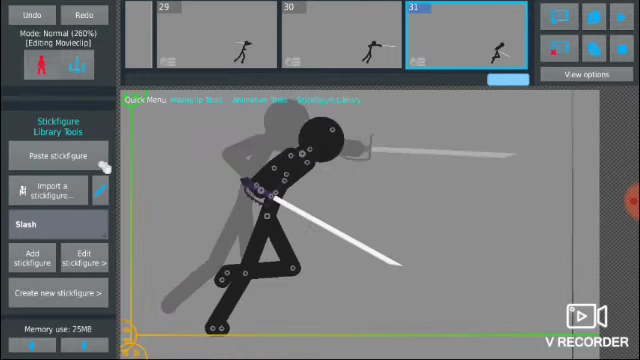 Undo
Redo
Mode: Normal (260%)
[Editing Movieclip]
29
30
31
View options
Quick Menu
Movieclip Tools
Animation Tools
Stickfigure Library
Stickfigure
Library Tools
Paste stickfigure
Import a
stickfigure...
Slash
Add
stickfigure
Edit
stickfigure >
Create new stickfigure >
Memory use: 25MB
V RECORDER